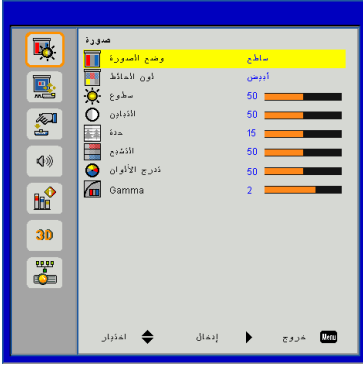 صورة
وضع الصورة ساطع
لون الحائط أبيض
سطوع 50
التباين 50
حدة 15
التشبع 50
تدرج الألوان 50
Gamma 2
3D
اختيار إدخال خروج Menu